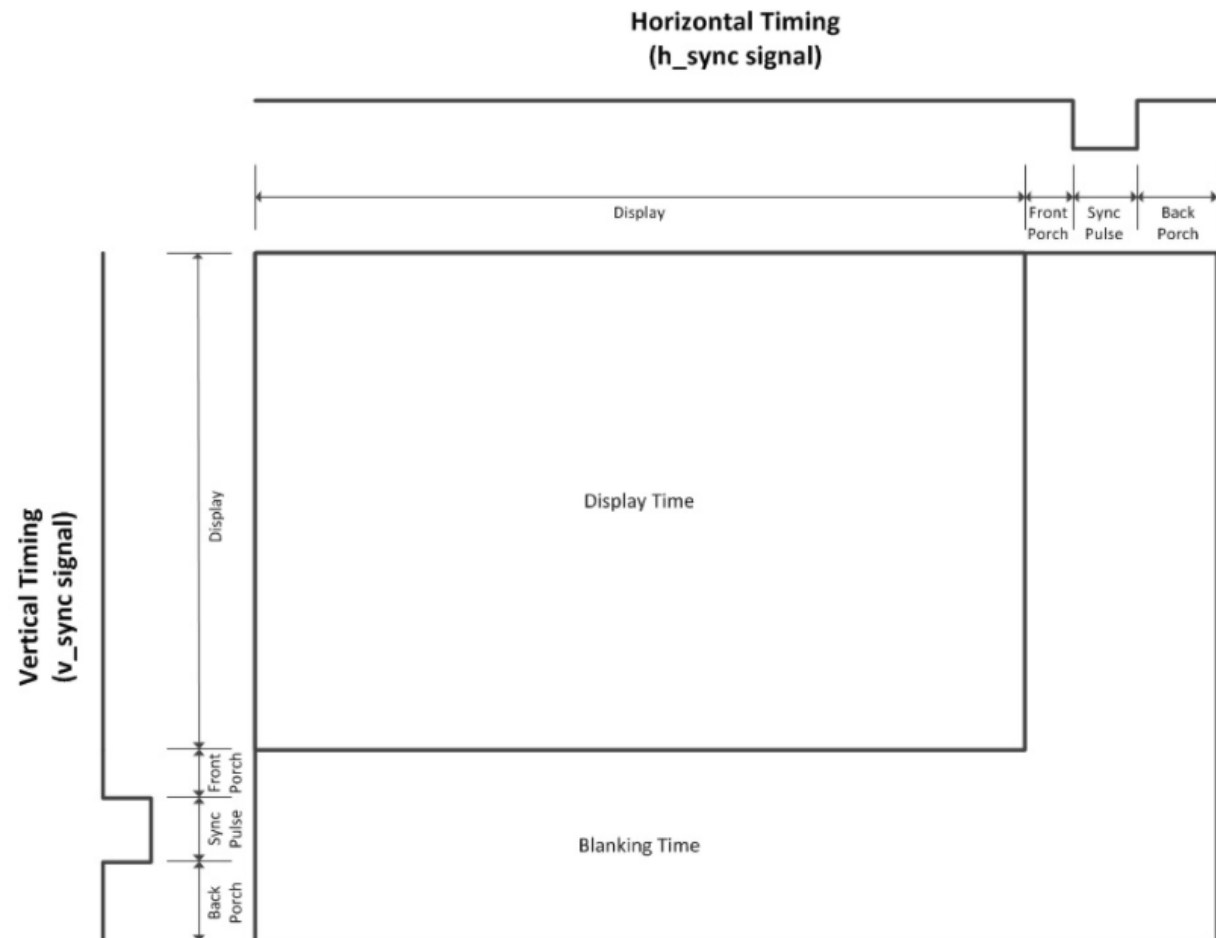 Horizontal Timing
(h_sync signal)
Display
Front
Porch
Sync
Pulse
Back
Porch
Vertical Timing
(v_sync signal)
Display
Display Time
Front
Porch
Sync
Pulse
Back
Porch
Blanking Time